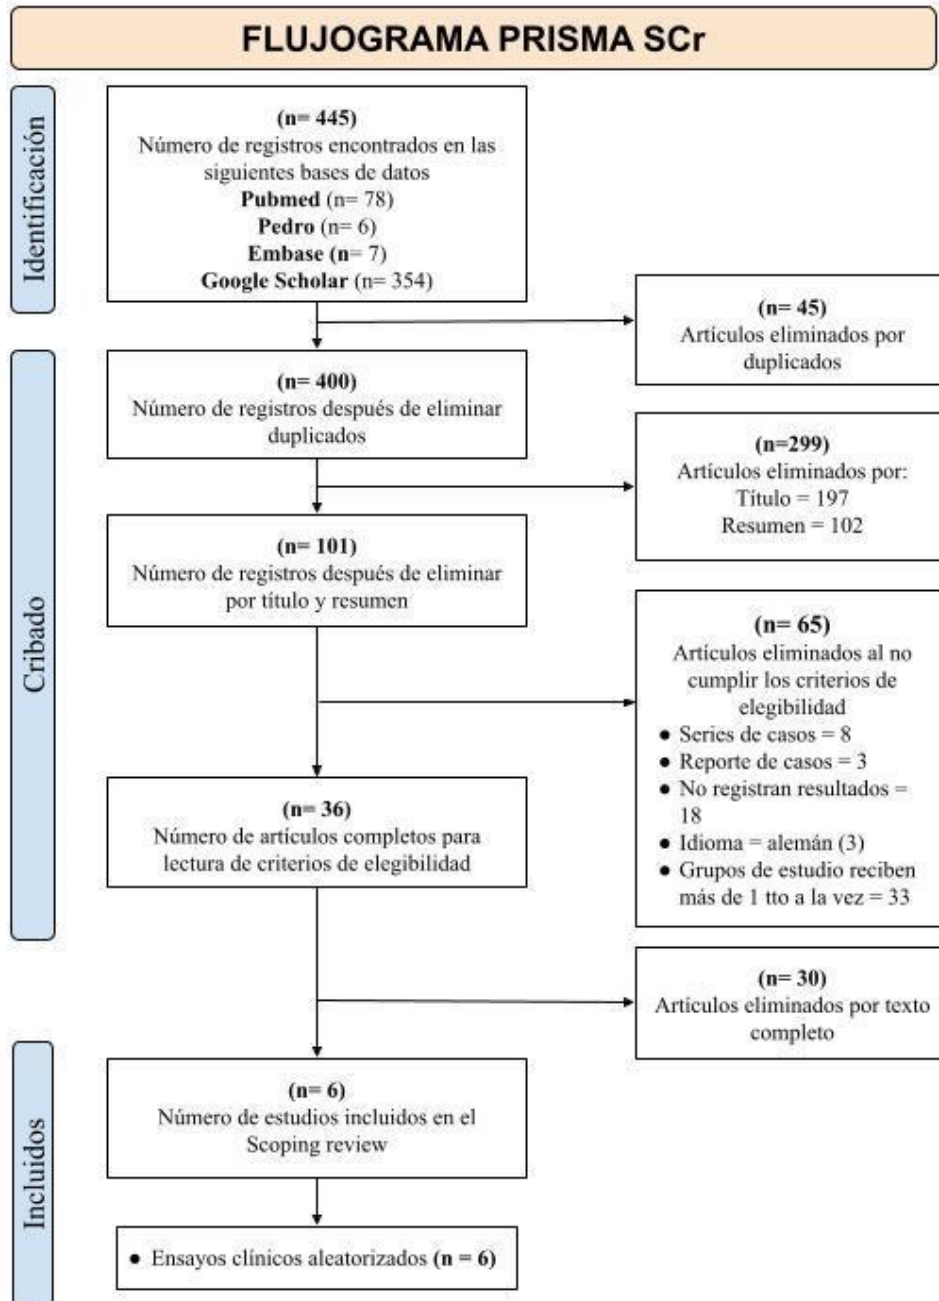 FLUJOGRAMA PRISMA SCr
Identificación
(n= 445)
Número de registros encontrados en las
siguientes bases de datos
Pubmed (n= 78)
Pedro (n= 6)
Embase (n= 7)
Google Scholar (n= 354)
(n= 45)
Artículos eliminados por
duplicados
Cribado
(n= 400)
Número de registros después de eliminar
duplicados
(n=299)
Artículos eliminados por:
Título = 197
Resumen = 102
(n= 101)
Número de registros después de eliminar
por título y resumen
(n= 65)
Artículos eliminados al no
cumplir los criterios de
elegibilidad
● Series de casos = 8
● Reporte de casos = 3
● No registran resultados =
18
● Idioma = alemán (3)
● Grupos de estudio reciben
más de 1 tto a la vez = 33
(n= 36)
Número de artículos completos para
lectura de criterios de elegibilidad
(n= 30)
Artículos eliminados por texto
completo
Incluidos
(n= 6)
Número de estudios incluidos en el
Scoping review
● Ensayos clínicos aleatorizados (n = 6)